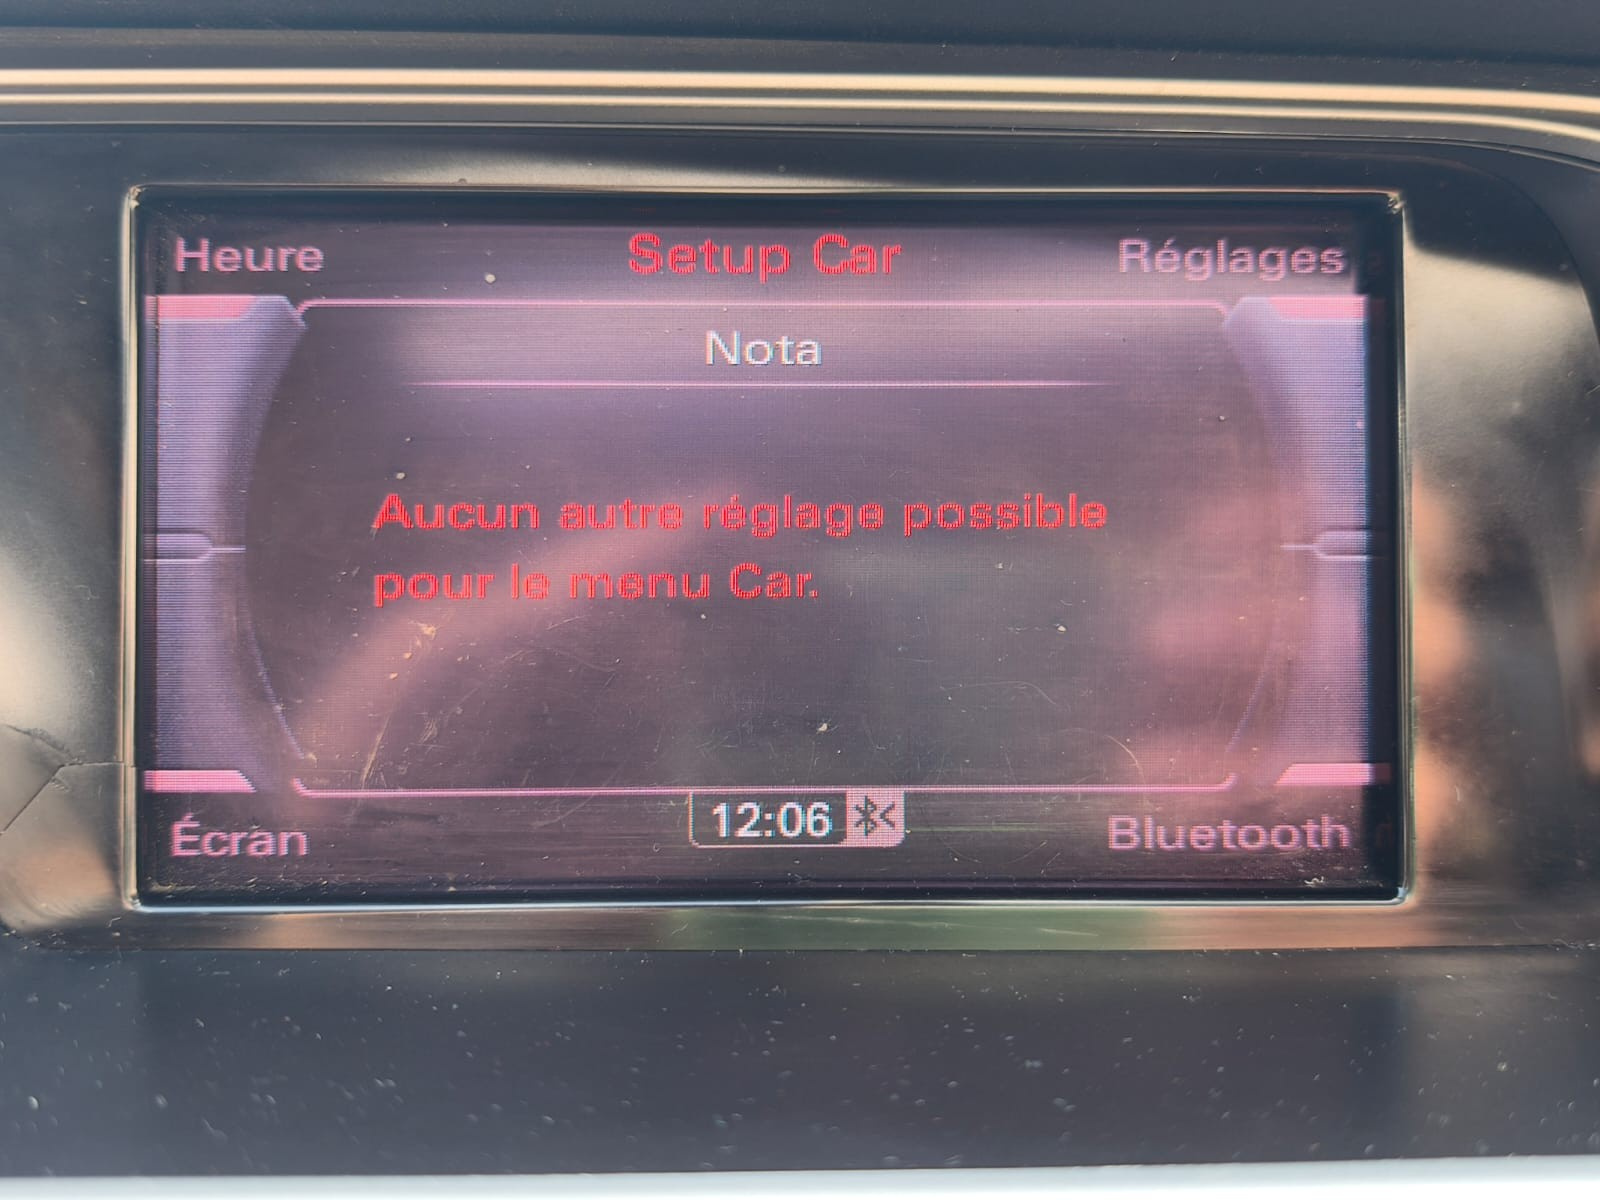 Heure Setup Car Réglages
Nota
Aucun autre réglage possible
pour le menu Car.
12:06
Écran Bluetooth